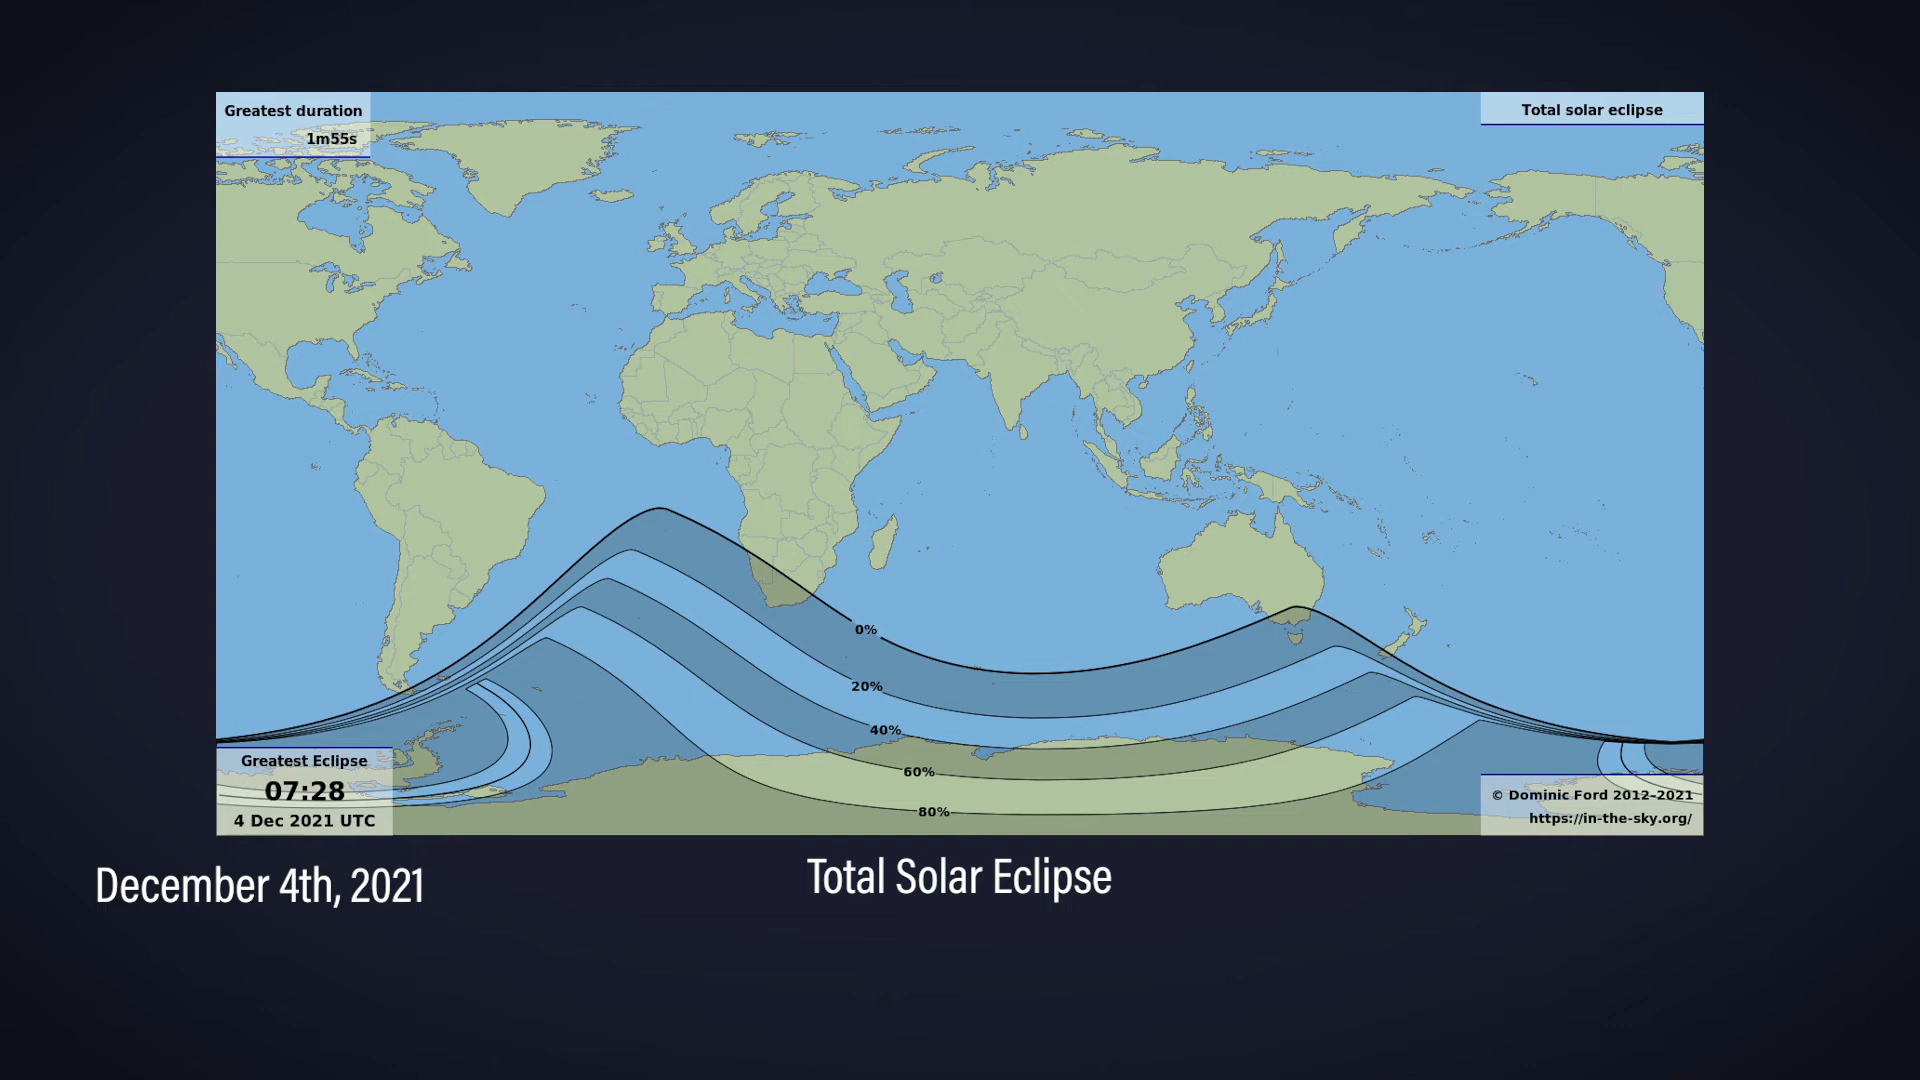 Greatest duration
1m55s
Total solar eclipse
0%
20%
40%
60%
80%
Greatest Eclipse
07:28
4 Dec 2021 UTC
© Dominic Ford 2012–2021
https://in-the-sky.org/
December 4th, 2021
Total Solar Eclipse